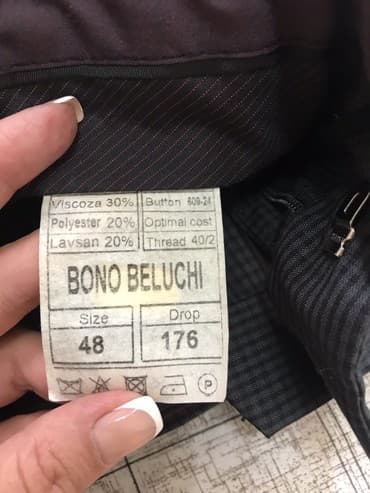 Viscoza 30% Button 609-24
Polyester 20% Optimal cost
Lavsan 20% Thread 40/2
BONO BELUCHI
Size Drop
48 176
P